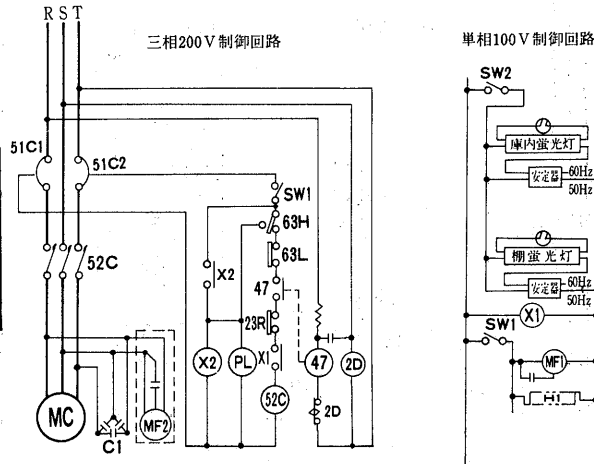 R S T
三相200V制御回路
単相100V制御回路
SW2
51C1
51C2
庫内蛍光灯
安定器
60Hz
50Hz
SW1
63H
63L
52C
X2
47
棚蛍光灯
安定器
60Hz
50Hz
23R
X1
SW1
X1
X2
PL
52C
47
2D
MF1
H1
2D
MC
C1
MF2